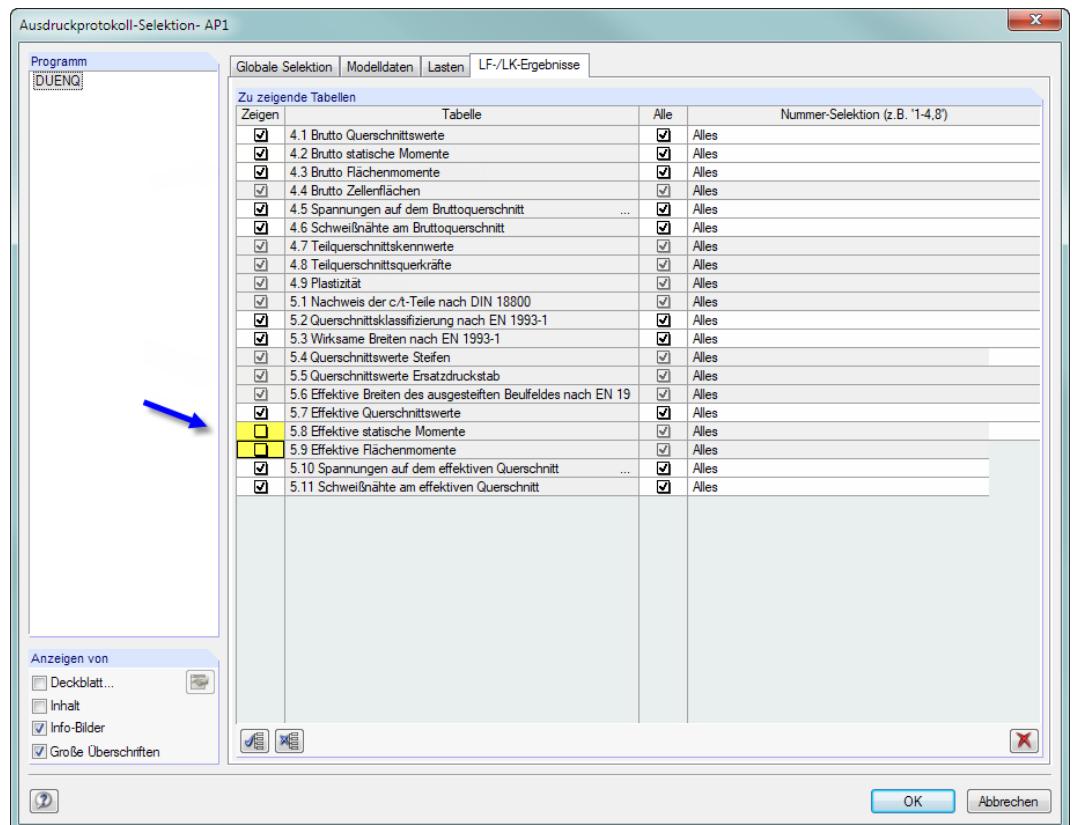 Ausdruckprotokoll-Selektion- AP1
Programm
DUENQ
Globale Selektion Modelldaten Lasten LF-/LK-Ergebnisse
Zu zeigende Tabellen
Zeigen Tabelle Alle Nummer-Selektion (z.B. '1-4,8')
4.1 Brutto Querschnittswerte Alles
4.2 Brutto statische Momente Alles
4.3 Brutto Flächenmomente Alles
4.4 Brutto Zellenflächen Alles
4.5 Spannungen auf dem Bruttoquerschnitt ... Alles
4.6 Schweißnähte am Bruttoquerschnitt Alles
4.7 Teilquerschnittskennwerte Alles
4.8 Teilquerschnittsquerkräfte Alles
4.9 Plastizität Alles
5.1 Nachweis der c/t-Teile nach DIN 18800 Alles
5.2 Querschnittsklassifizierung nach EN 1993-1 Alles
5.3 Wirksame Breiten nach EN 1993-1 Alles
5.4 Querschnittswerte Steifen Alles
5.5 Querschnittswerte Ersatzdruckstab Alles
5.6 Effektive Breiten des ausgesteiften Beulfeldes nach EN 19 Alles
5.7 Effektive Querschnittswerte Alles
5.8 Effektive statische Momente Alles
5.9 Effektive Flächenmomente Alles
5.10 Spannungen auf dem effektiven Querschnitt ... Alles
5.11 Schweißnähte am effektiven Querschnitt Alles
Anzeigen von
Deckblatt...
Inhalt
Info-Bilder
Große Überschriften
OK Abbrechen